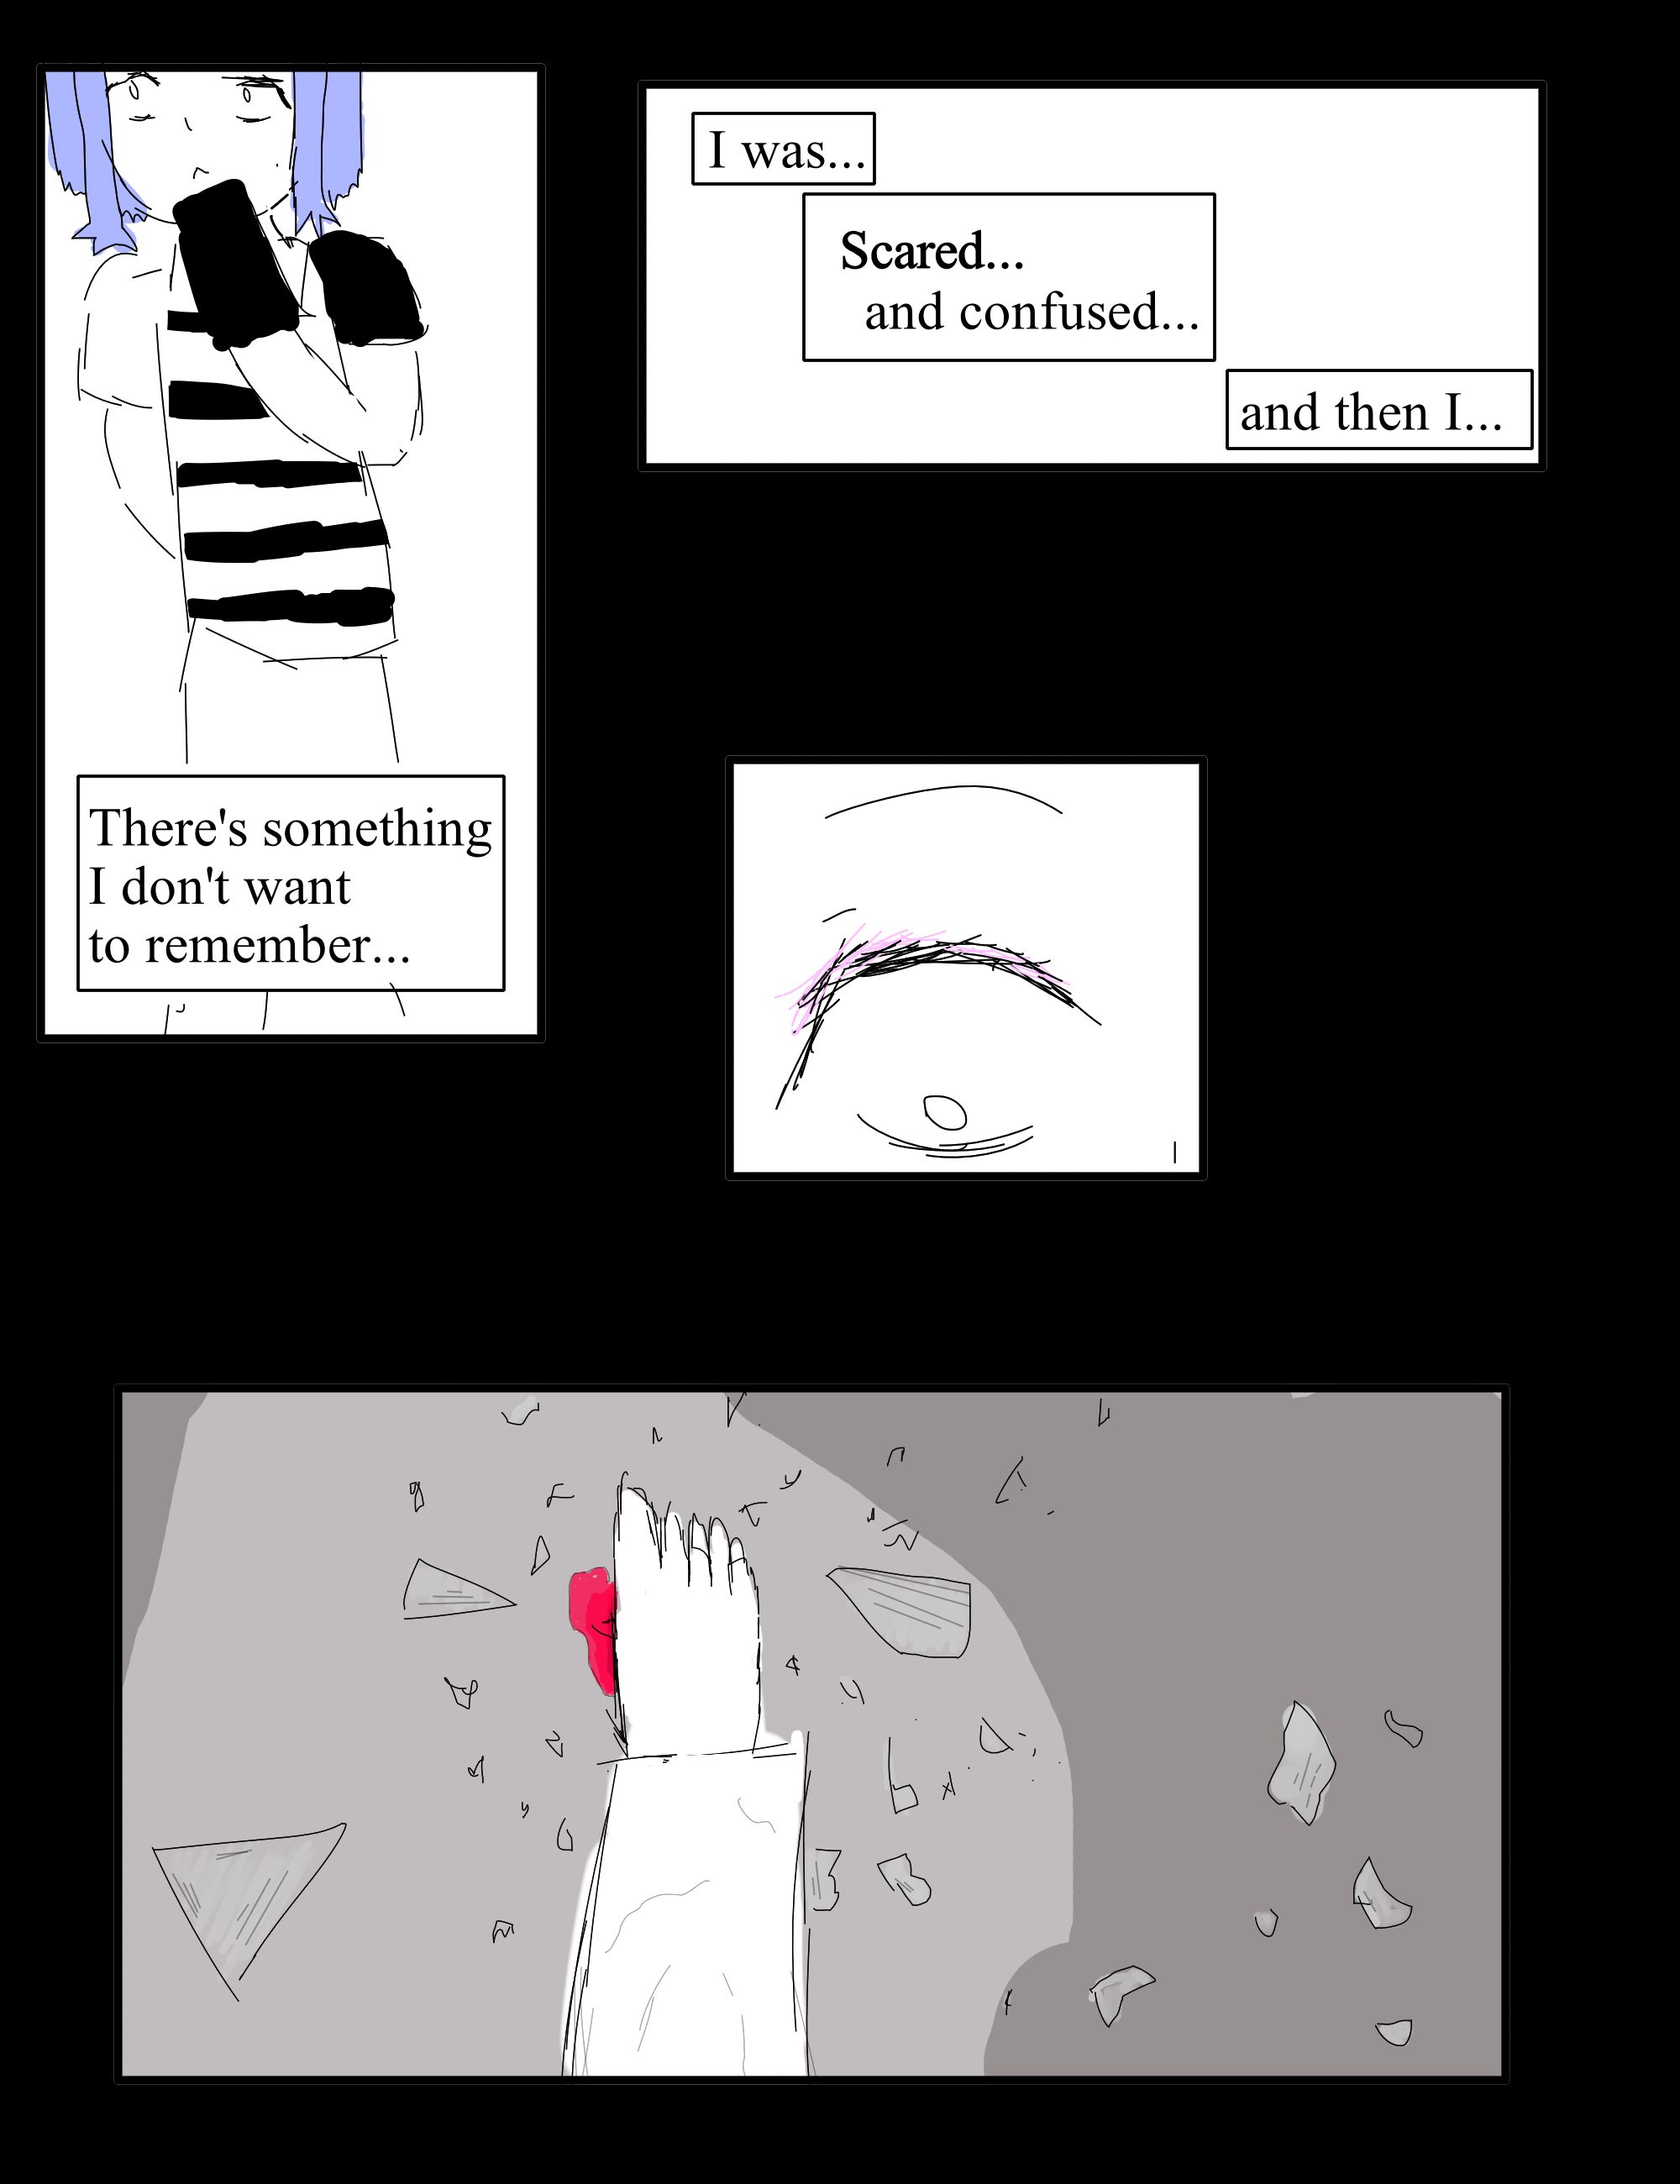 There's something
I don't want
to remember...
I was...
Scared...
and confused...
and then I...